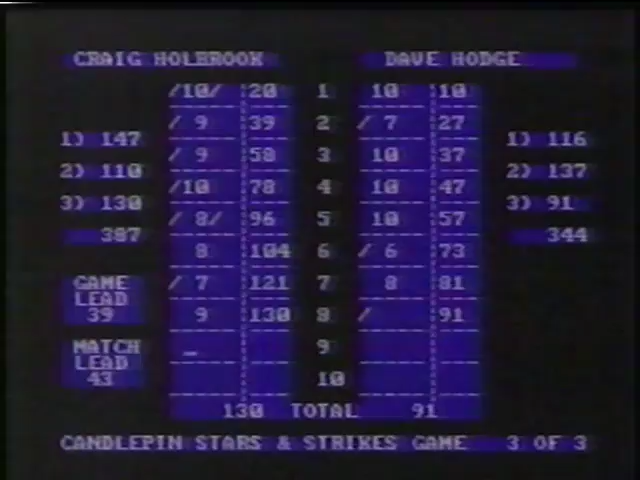 CRAIG HOLBROOK DAVE HODGE
/10/ 20 1 10 10
/ 9 39 2 / 7 27
1) 147 1) 116
/ 9 58 3 10 37
2) 110 2) 137
/10 78 4 10 47
3) 130 3) 91
/ 8/ 96 5 10 57
387 344
8 104 6 / 6 73
GAME / 7 121 7 8 81
LEAD
39 9 130 8 / 91
MATCH _ 9
LEAD
43 10
130 TOTAL 91
CANDLEPIN STARS & STRIKES GAME 3 OF 3